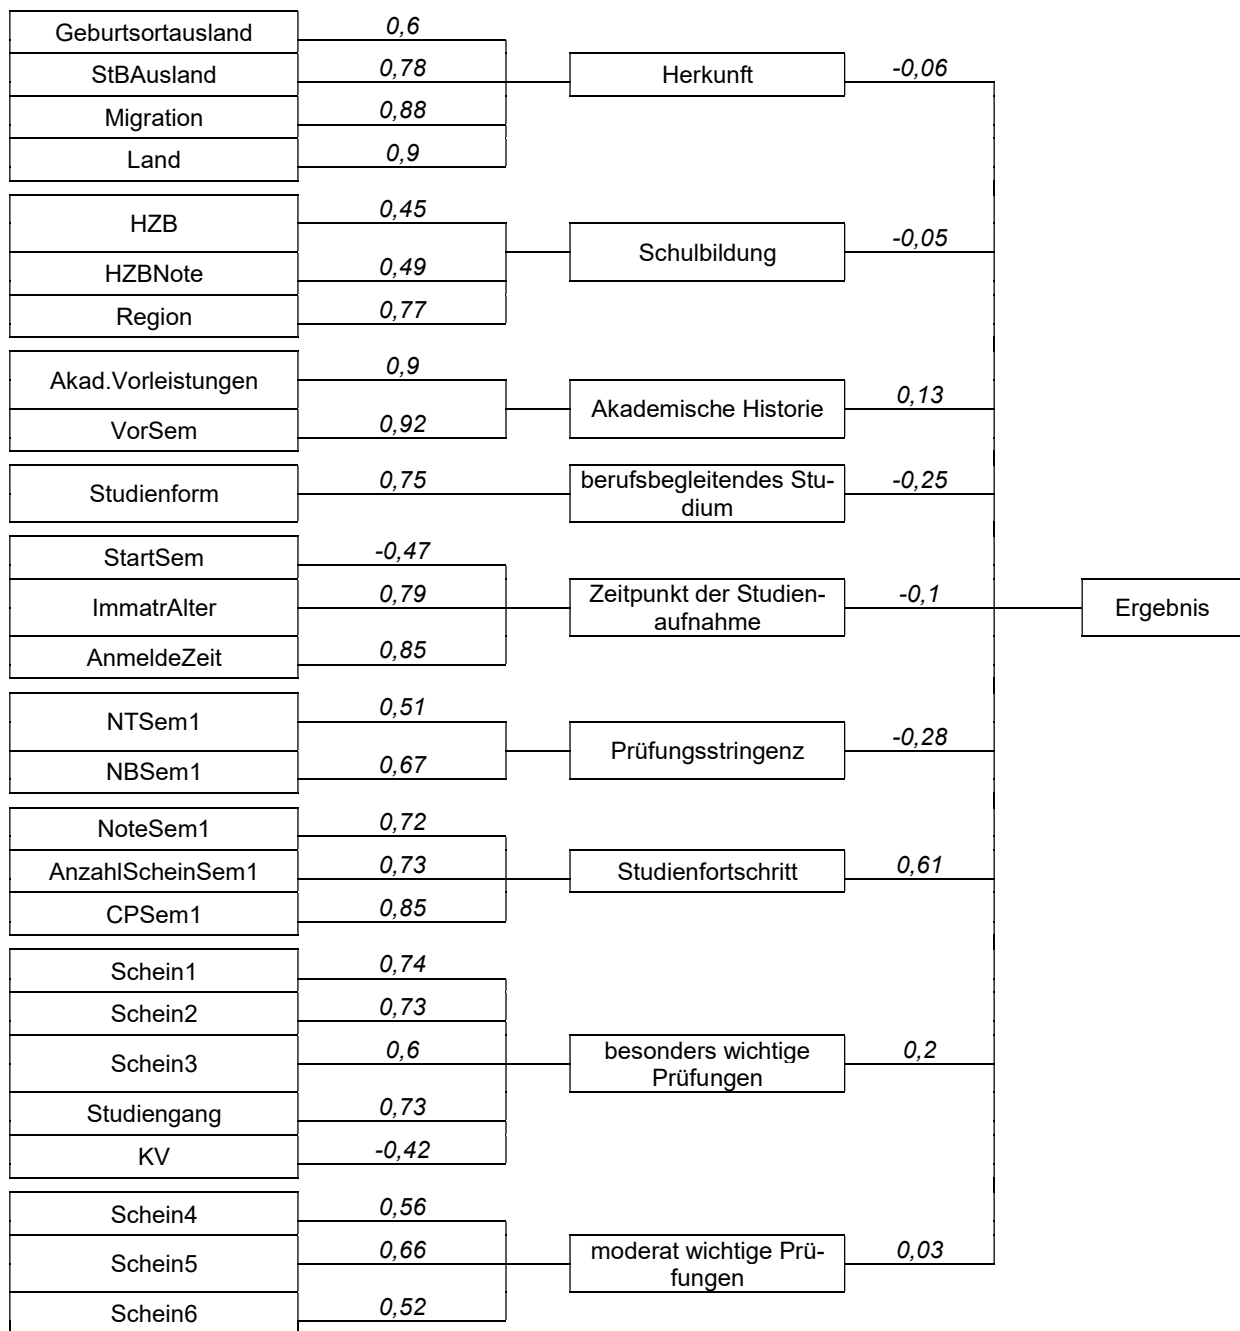 Geburtsortausland 0,6
StBAusland 0,78 Herkunft -0,06
Migration 0,88
Land 0,9
HZB 0,45
Schulbildung -0,05
HZBNote 0,49
Region 0,77
Akad.Vorleistungen 0,9
Akademische Historie 0,13
VorSem 0,92
Studienform 0,75 berufsbegleitendes Stu-
dium -0,25
StartSem -0,47
ImmatrAlter 0,79 Zeitpunkt der Studien-
aufnahme -0,1 Ergebnis
AnmeldeZeit 0,85
NTSem1 0,51
Prüfungsstringenz -0,28
NBSem1 0,67
NoteSem1 0,72
AnzahlScheinSem1 0,73 Studienfortschritt 0,61
CPSem1 0,85
Schein1 0,74
Schein2 0,73
Schein3 0,6 besonders wichtige
Prüfungen 0,2
Studiengang 0,73
KV -0,42
Schein4 0,56
Schein5 0,66 moderat wichtige Prü-
fungen 0,03
Schein6 0,52